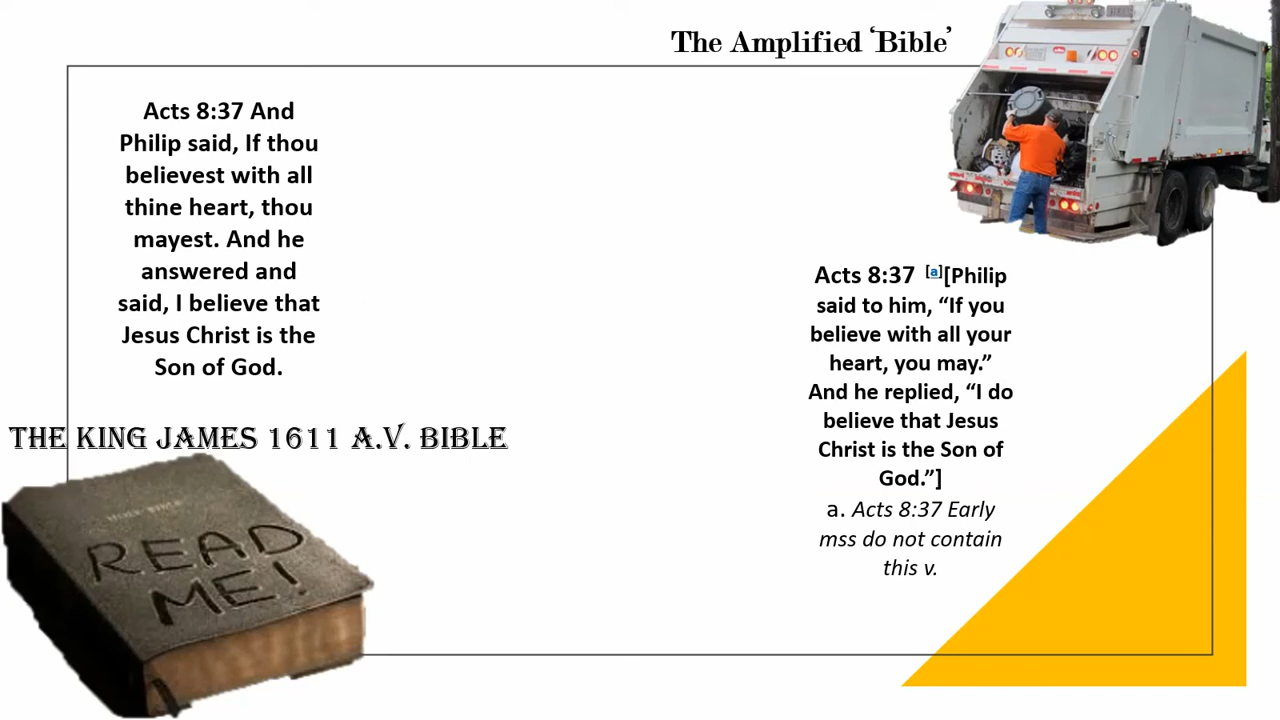 The Amplified ‘Bible’
Acts 8:37 And
Philip said, If thou
believest with all
thine heart, thou
mayest. And he
answered and
said, I believe that
Jesus Christ is the
Son of God.
THE KING JAMES 1611 A.V. BIBLE
HOLY BIBLE
READ
ME!
Acts 8:37 [a][Philip
said to him, “If you
believe with all your
heart, you may.”
And he replied, “I do
believe that Jesus
Christ is the Son of
God.”]
a. Acts 8:37 Early
mss do not contain
this v.